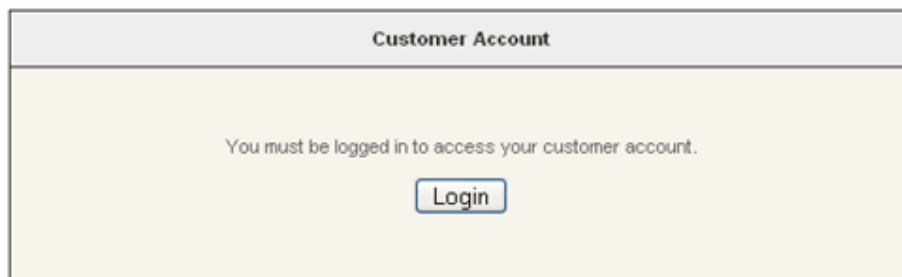 Customer Account
You must be logged in to access your customer account.
Login